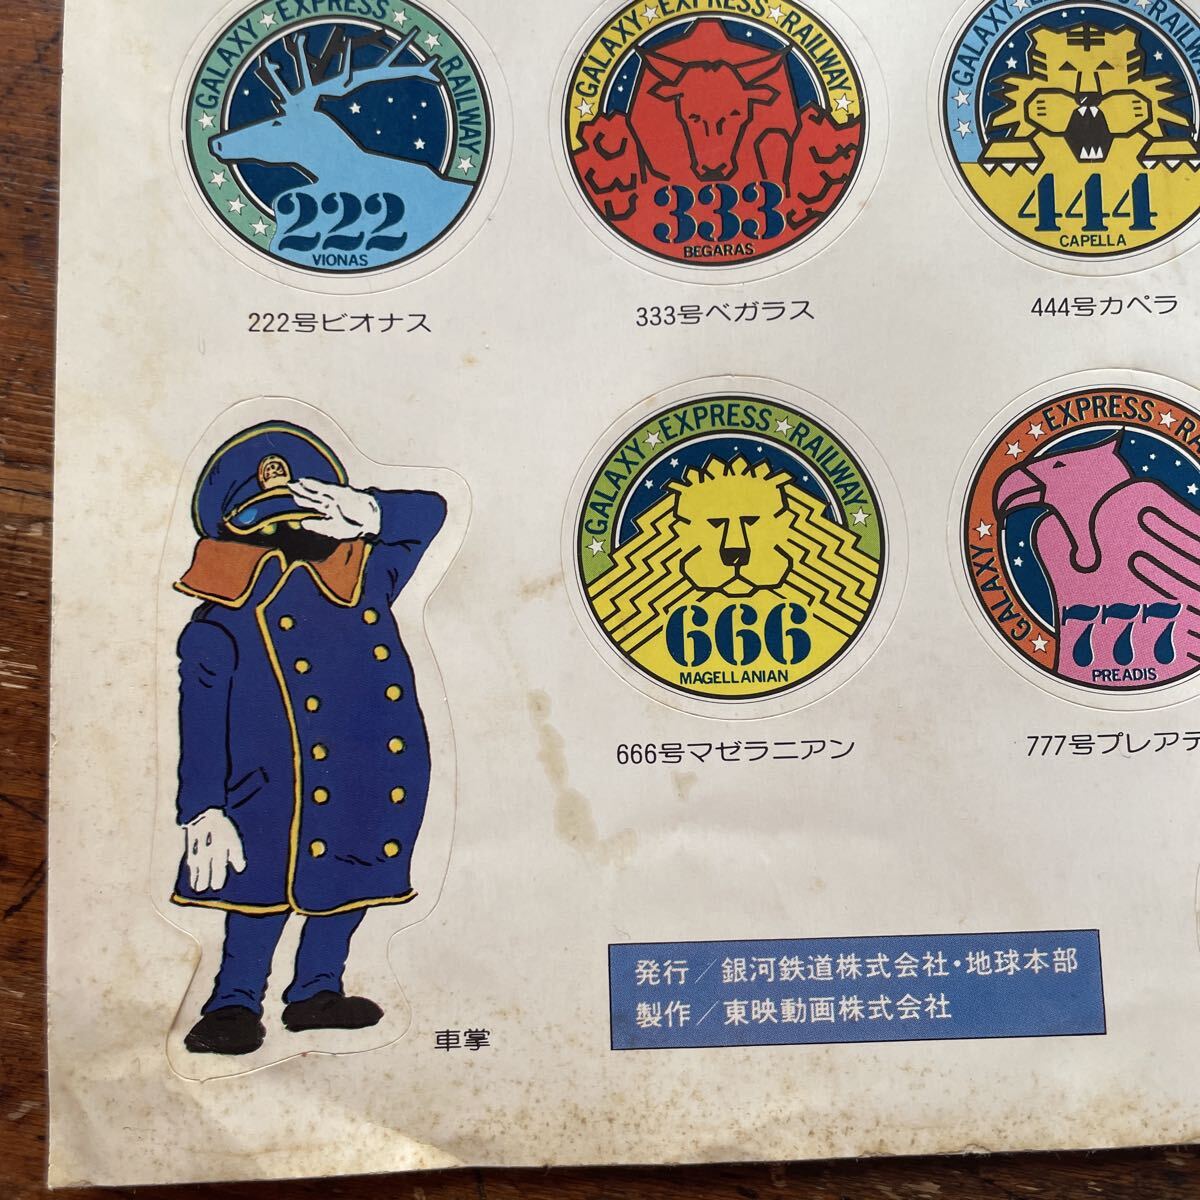 GALAXY EXPRESS RAILWAY
222
VIONAS
222号ビオナス
GALAXY EXPRESS RAILWAY
333
BEGARAS
333号ベガラス
GALAXY
444
CAPELLA
444号カペラ
GALAXY EXPRESS RAILWAY
666
MAGELLANIAN
666号マゼラニアン
GALAXY EXPRESS
777
PREADIS
777号プレアデ
車掌
発行/銀河鉄道株式会社・地球本部
製作/東映動画株式会社